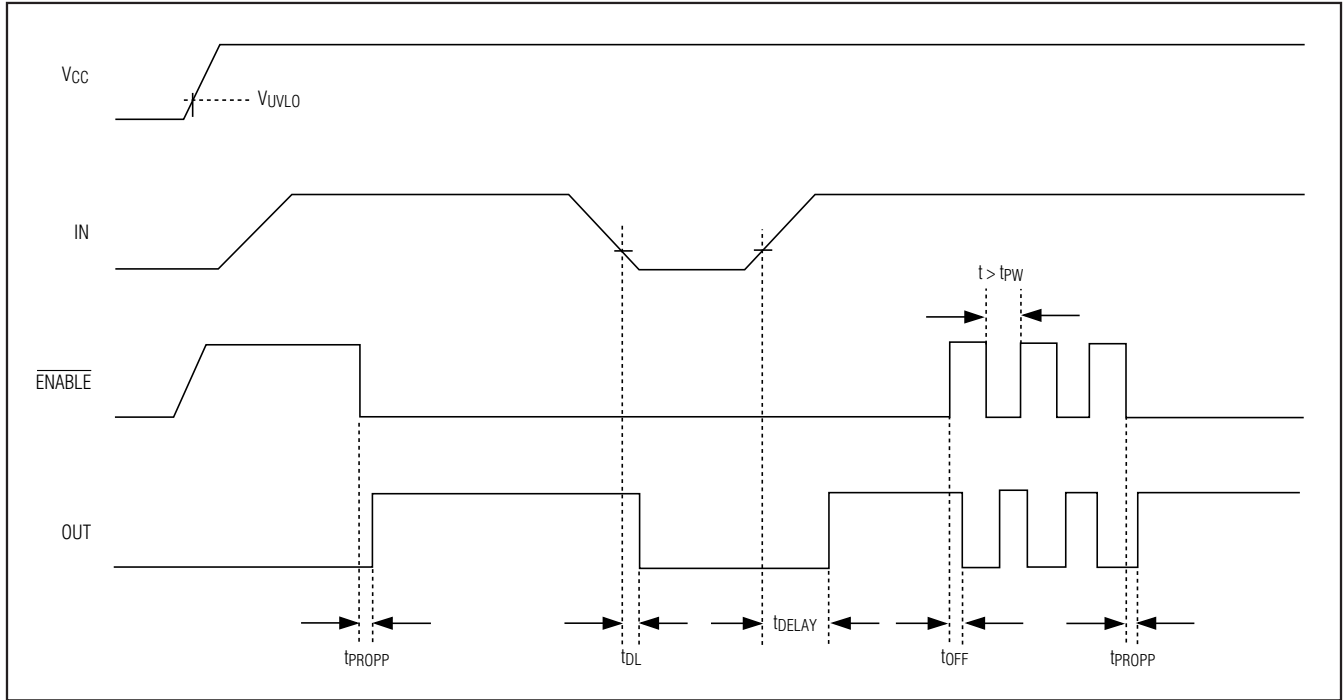 VCC
VUVLO
IN
t > tPW
ENABLE
OUT
tDELAY
tPROPP
tDL
tOFF
tPROPP